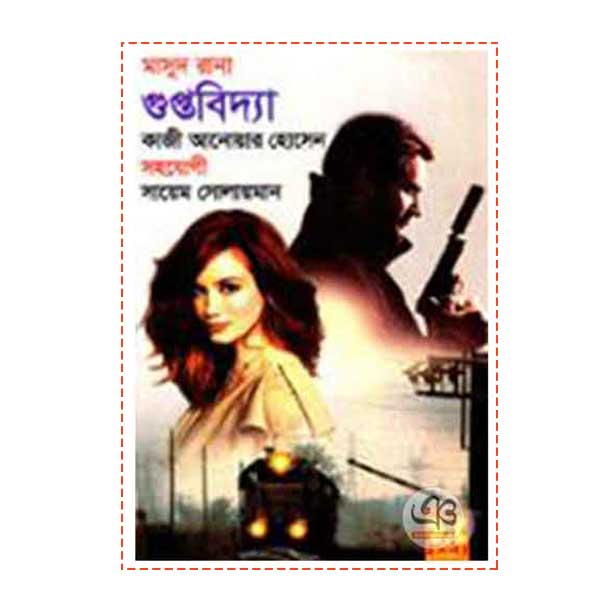 মাসুদ রানা
গুপ্তবিদ্যা
কাজী আনোয়ার হোসেন
সহযোগী
সায়েম সোলায়মান